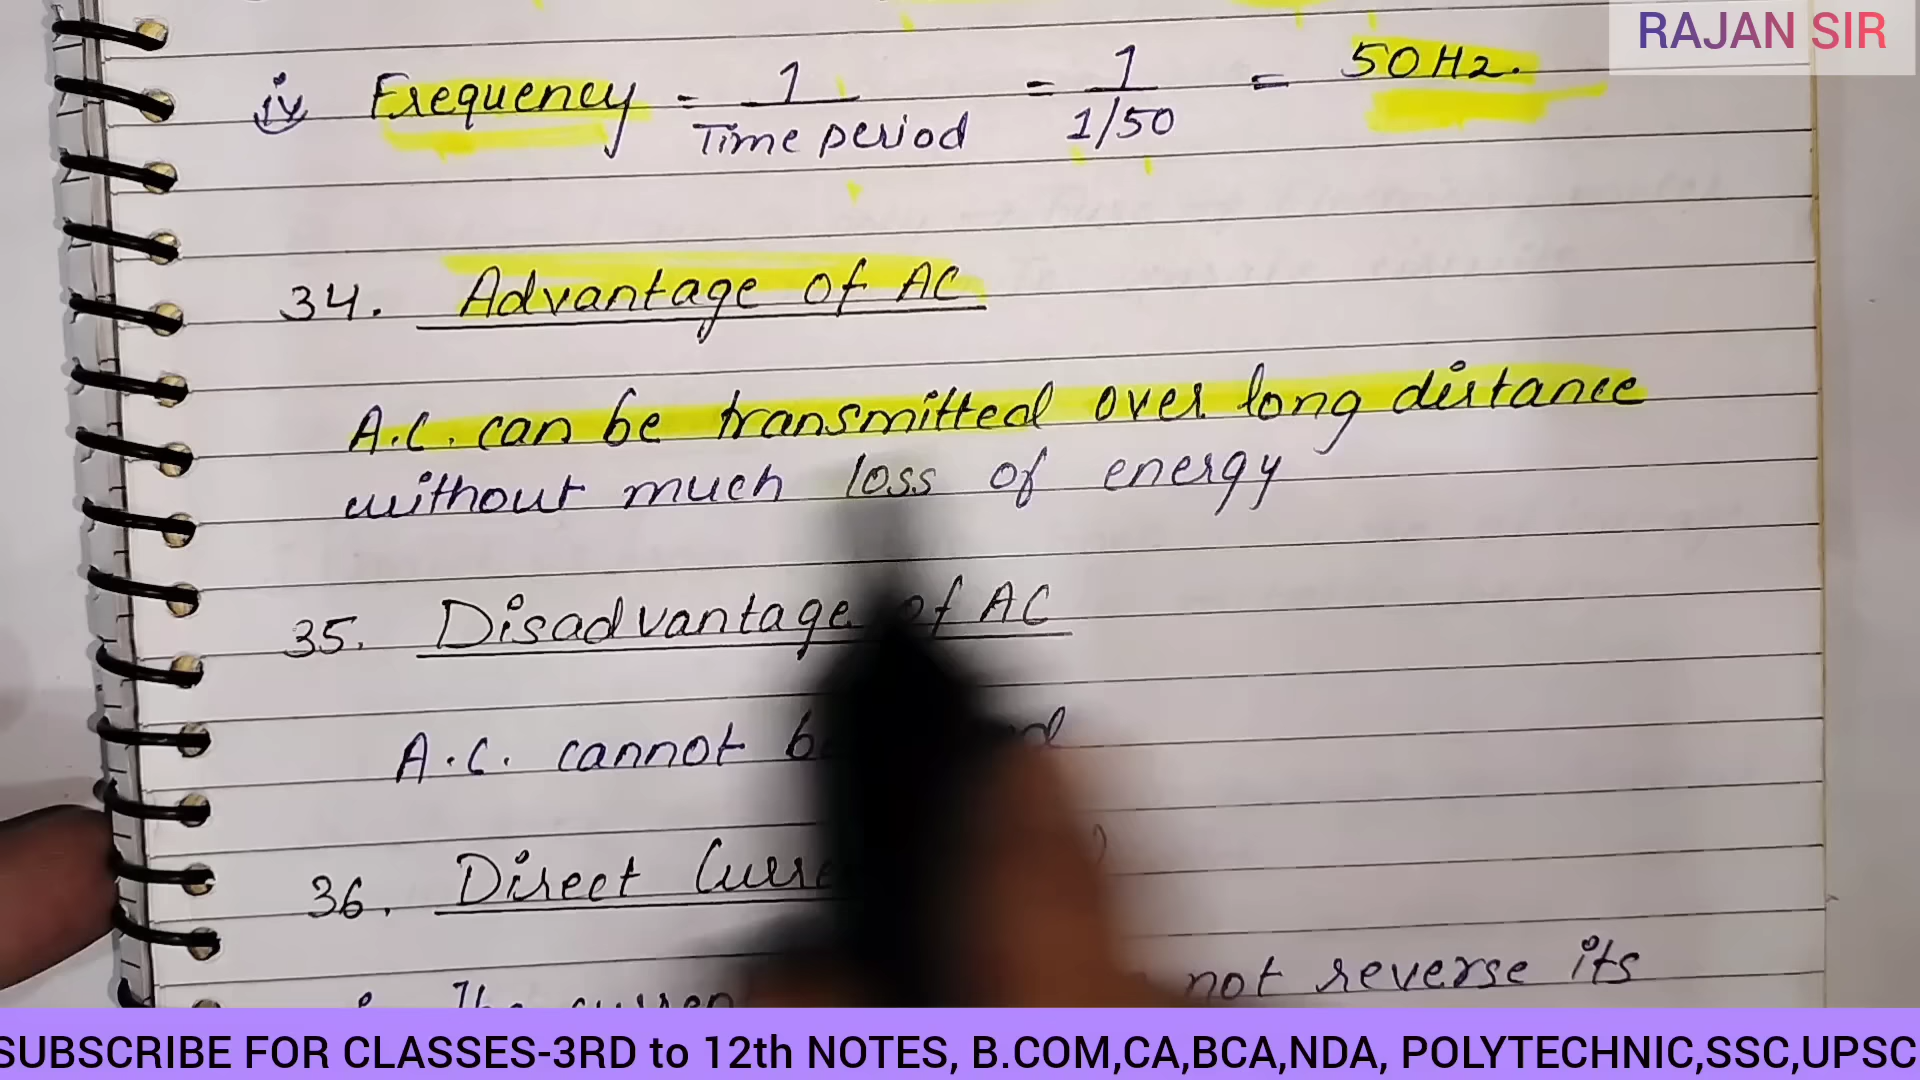 RAJAN SIR
iv Frequency = 1 / Time period = 1 / 1/50 = 50 Hz.
34. Advantage of AC
A.C. can be transmitted over long distance
without much loss of energy
35. Disadvantage of AC
A.C. cannot
36. Direct
i. The not reverse its
SUBSCRIBE FOR CLASSES-3RD to 12th NOTES, B.COM,CA,BCA,NDA, POLYTECHNIC,SSC,UPSC